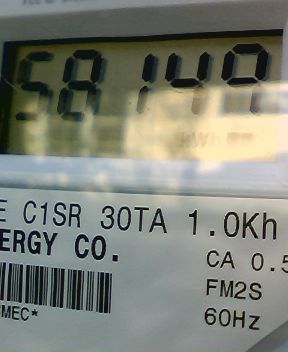 58149
kWh
E C1SR 30TA 1.0Kh
ERGY CO.
CA 0.5
FM2S
MEC*
60Hz